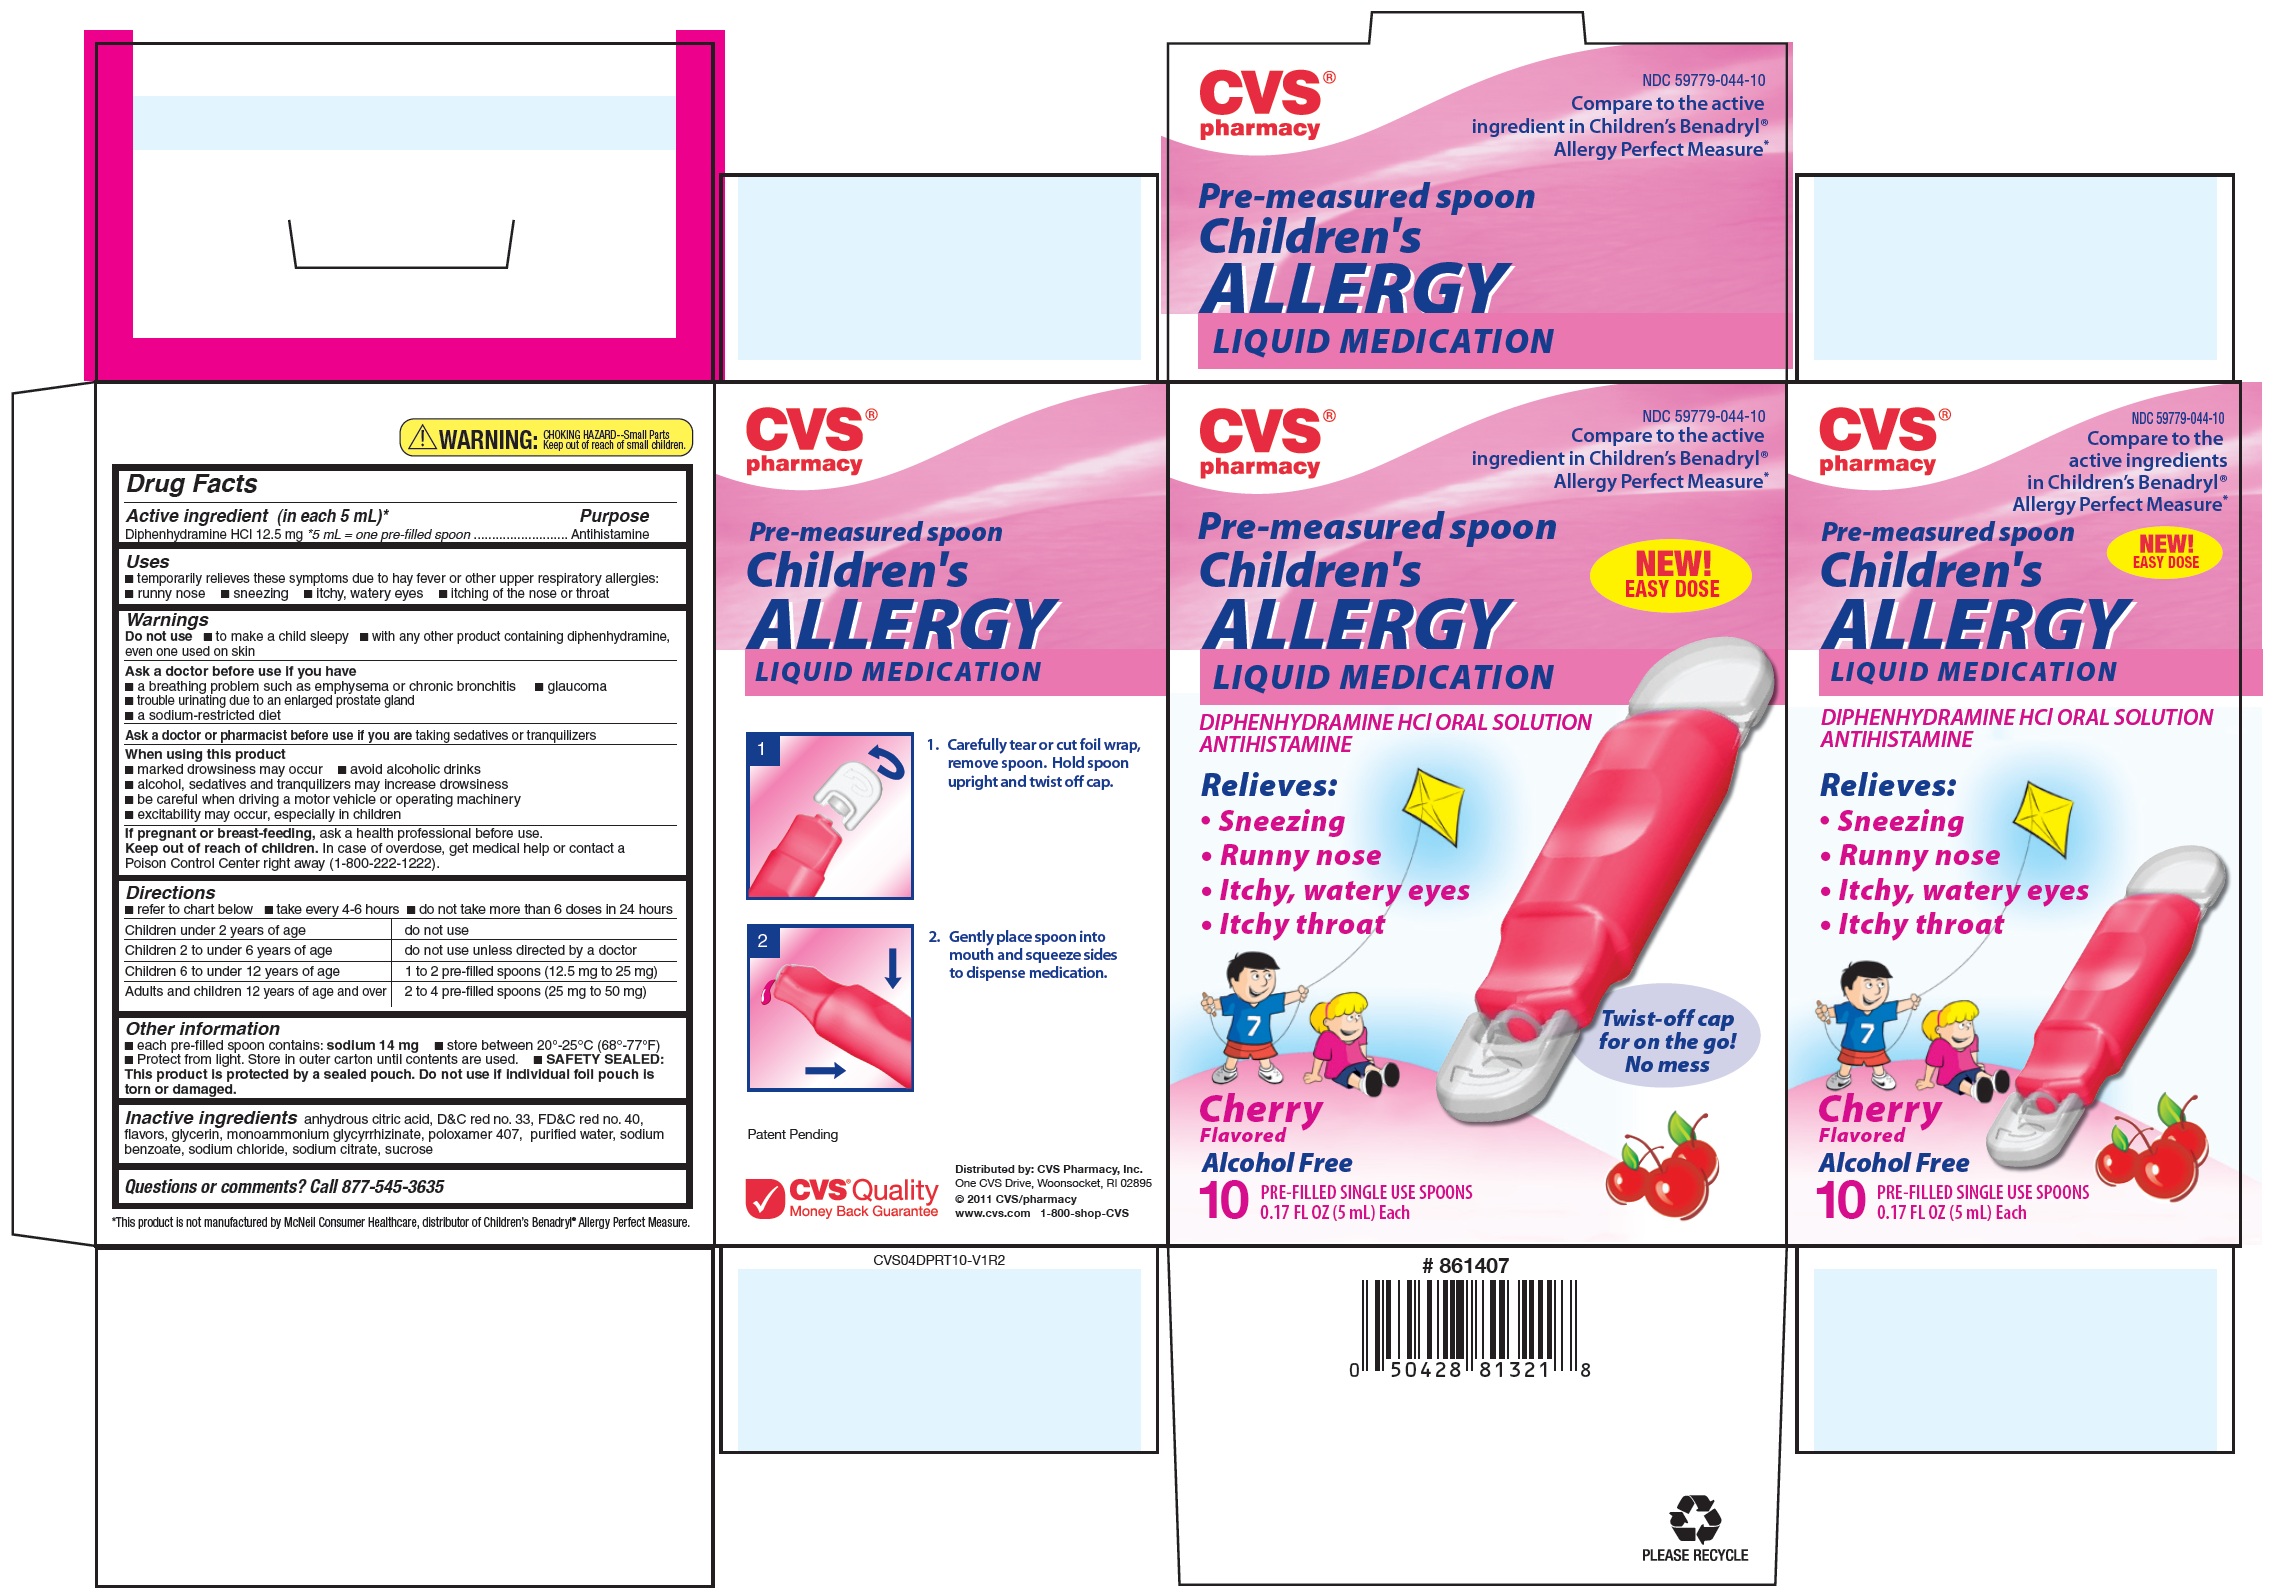 CVS®
pharmacy
NDC 59779-044-10
Compare to the active
ingredient in Children's Benadryl®
Allergy Perfect Measure*
Pre-measured spoon
Children's
ALLERGY
LIQUID MEDICATION
⚠ WARNING: CHOKING HAZARD--Small Parts
Keep out of reach of small children.
Drug Facts
Active ingredient (in each 5 mL)* Purpose
Diphenhydramine HCl 12.5 mg *5 mL = one pre-filled spoon .......................... Antihistamine
Uses
■ temporarily relieves these symptoms due to hay fever or other upper respiratory allergies:
■ runny nose ■ sneezing ■ itchy, watery eyes ■ itching of the nose or throat
Warnings
Do not use ■ to make a child sleepy ■ with any other product containing diphenhydramine,
even one used on skin
Ask a doctor before use if you have
■ a breathing problem such as emphysema or chronic bronchitis ■ glaucoma
■ trouble urinating due to an enlarged prostate gland
■ a sodium-restricted diet
Ask a doctor or pharmacist before use if you are taking sedatives or tranquilizers
When using this product
■ marked drowsiness may occur ■ avoid alcoholic drinks
■ alcohol, sedatives and tranquilizers may increase drowsiness
■ be careful when driving a motor vehicle or operating machinery
■ excitability may occur, especially in children
If pregnant or breast-feeding, ask a health professional before use.
Keep out of reach of children. In case of overdose, get medical help or contact a
Poison Control Center right away (1-800-222-1222).
Directions
■ refer to chart below ■ take every 4-6 hours ■ do not take more than 6 doses in 24 hours
Children under 2 years of age do not use
Children 2 to under 6 years of age do not use unless directed by a doctor
Children 6 to under 12 years of age 1 to 2 pre-filled spoons (12.5 mg to 25 mg)
Adults and children 12 years of age and over 2 to 4 pre-filled spoons (25 mg to 50 mg)
Other information
■ each pre-filled spoon contains: sodium 14 mg ■ store between 20°-25°C (68°-77°F)
■ Protect from light. Store in outer carton until contents are used. ■ SAFETY SEALED:
This product is protected by a sealed pouch. Do not use if individual foil pouch is
torn or damaged.
Inactive ingredients anhydrous citric acid, D&C red no. 33, FD&C red no. 40,
flavors, glycerin, monoammonium glycyrrhizinate, poloxamer 407, purified water, sodium
benzoate, sodium chloride, sodium citrate, sucrose
Questions or comments? Call 877-545-3635
*This product is not manufactured by McNeil Consumer Healthcare, distributor of Children's Benadryl® Allergy Perfect Measure.
CVS®
pharmacy
Pre-measured spoon
Children's
ALLERGY
LIQUID MEDICATION
1
1. Carefully tear or cut foil wrap,
remove spoon. Hold spoon
upright and twist off cap.
2
2. Gently place spoon into
mouth and squeeze sides
to dispense medication.
Patent Pending
CVS® Quality
Money Back Guarantee
Distributed by: CVS Pharmacy, Inc.
One CVS Drive, Woonsocket, RI 02895
© 2011 CVS/pharmacy
www.cvs.com 1-800-shop-CVS
CVS04DPRT10-V1R2
CVS®
pharmacy
NDC 59779-044-10
Compare to the active
ingredient in Children's Benadryl®
Allergy Perfect Measure*
Pre-measured spoon
Children's
ALLERGY
NEW!
EASY DOSE
LIQUID MEDICATION
DIPHENHYDRAMINE HCl ORAL SOLUTION
ANTIHISTAMINE
Relieves:
• Sneezing
• Runny nose
• Itchy, watery eyes
• Itchy throat
7
Twist-off cap
for on the go!
No mess
Cherry
Flavored
Alcohol Free
10 PRE-FILLED SINGLE USE SPOONS
0.17 FL OZ (5 mL) Each
# 861407
0 50428 81321 8
PLEASE RECYCLE
CVS®
pharmacy
NDC 59779-044-10
Compare to the
active ingredients
in Children's Benadryl®
Allergy Perfect Measure*
Pre-measured spoon
Children's
ALLERGY
NEW!
EASY DOSE
LIQUID MEDICATION
DIPHENHYDRAMINE HCl ORAL SOLUTION
ANTIHISTAMINE
Relieves:
• Sneezing
• Runny nose
• Itchy, watery eyes
• Itchy throat
7
Cherry
Flavored
Alcohol Free
10 PRE-FILLED SINGLE USE SPOONS
0.17 FL OZ (5 mL) Each